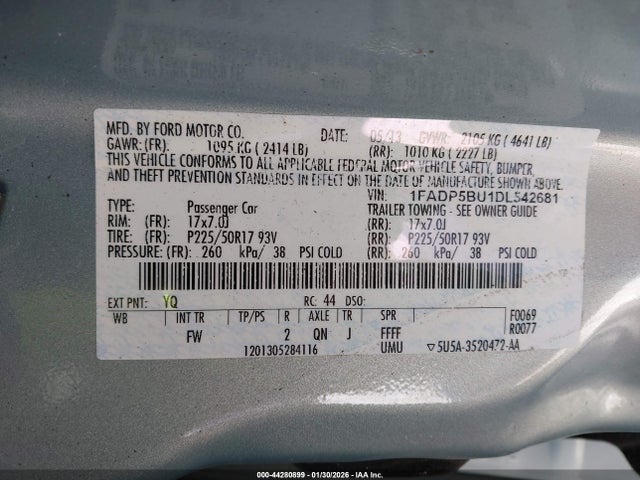 MFD. BY FORD MOTOR CO. DATE: 05/13 GVWR: 2105 KG ( 4641 LB)
GAWR:(FR): 1095 KG ( 2414 LB) (RR): 1010 KG ( 2227 LB)
THIS VEHICLE CONFORMS TO ALL APPLICABLE FEDERAL MOTOR VEHICLE SAFETY, BUMPER,
AND THEFT PREVENTION STANDARDS IN EFFECT ON THE DATE OF MANUFACTURE SHOWN ABOVE.
VIN: 1FADP5BU1DL542681
TYPE: Passenger Car TRAILER TOWING - SEE OWNER GUIDE
RIM: (FR): 17x7.0J (RR): 17x7.0J
TIRE: (FR): P225/50R17 93V (RR): P225/50R17 93V
PRESSURE: (FR): 260 kPa/ 38 PSI COLD (RR): 260 kPa/ 38 PSI COLD
EXT PNT: YQ RC: 44 DSO: F0069
WB INT TR TP/PS R AXLE TR SPR R0077
FW 2 QN J FFFF
1201305284116 UMU ▽5U5A-3520472-AA
000-44280899 - 01/30/2026 - IAA Inc.